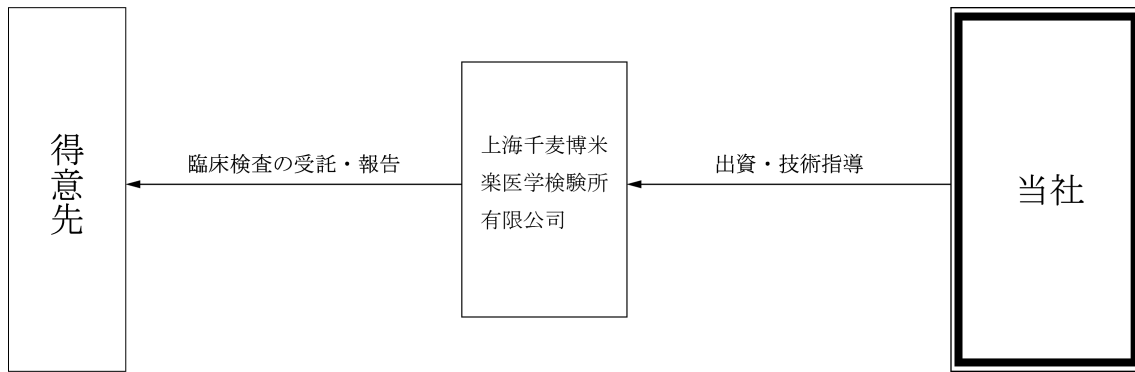 得意先
臨床検査の受託・報告
上海千麦博米
楽医学検験所
有限公司
出資・技術指導
当社